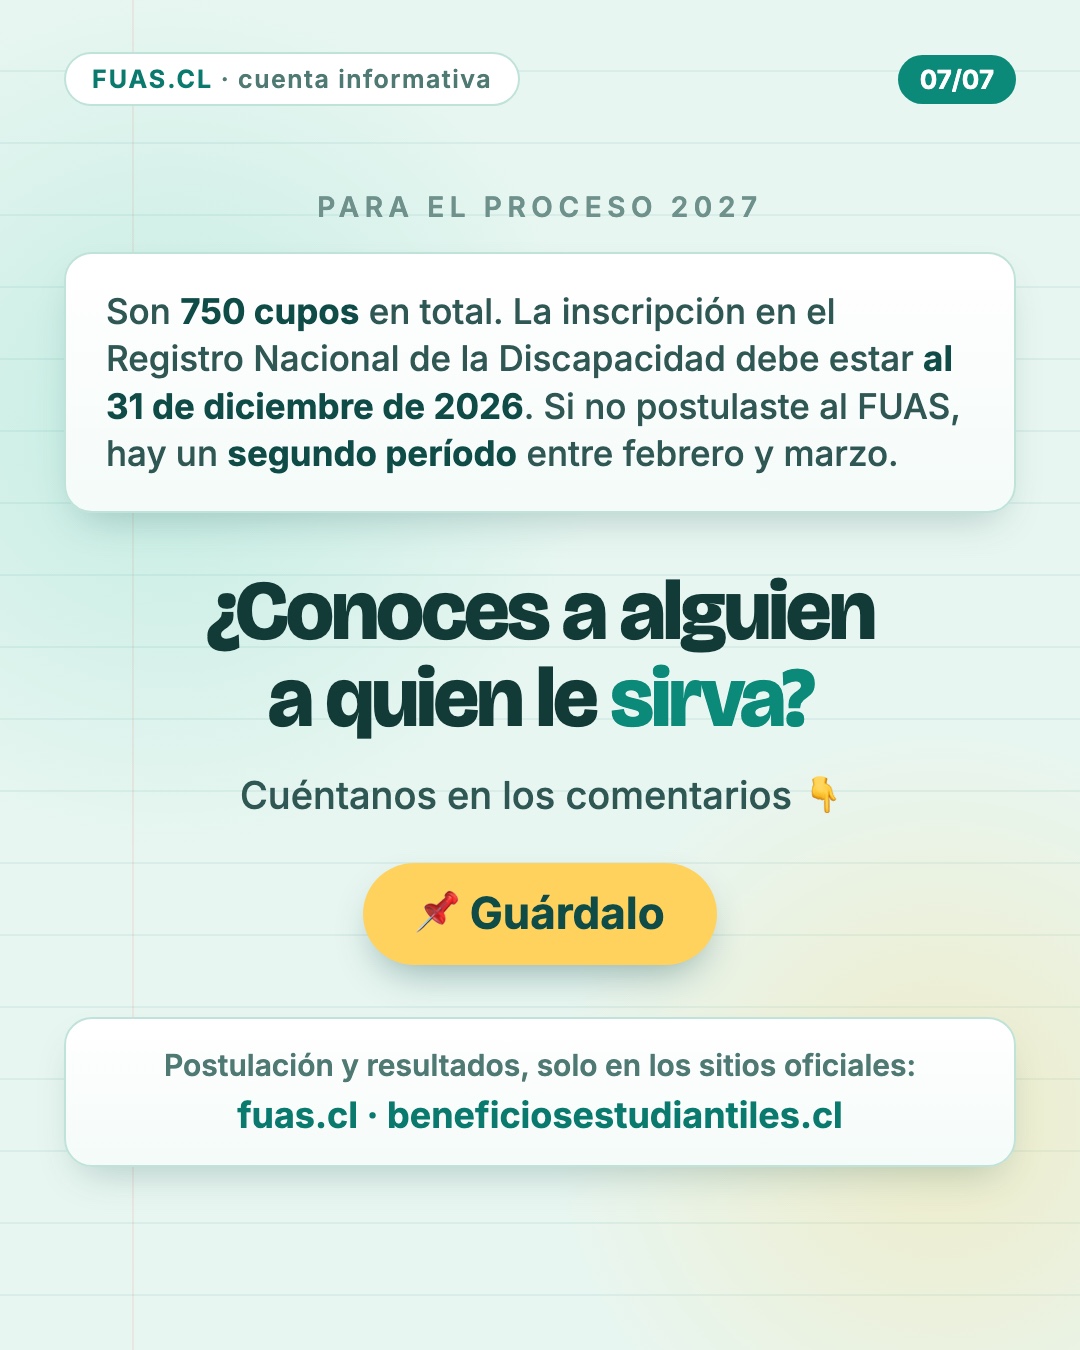 FUAS.CL · cuenta informativa
07/07
PARA EL PROCESO 2027
Son 750 cupos en total. La inscripción en el
Registro Nacional de la Discapacidad debe estar al
31 de diciembre de 2026. Si no postulaste al FUAS,
hay un segundo período entre febrero y marzo.
¿Conoces a alguien
a quien le sirva?
Cuéntanos en los comentarios 👇
📌 Guárdalo
Postulación y resultados, solo en los sitios oficiales:
fuas.cl · beneficiosestudiantiles.cl